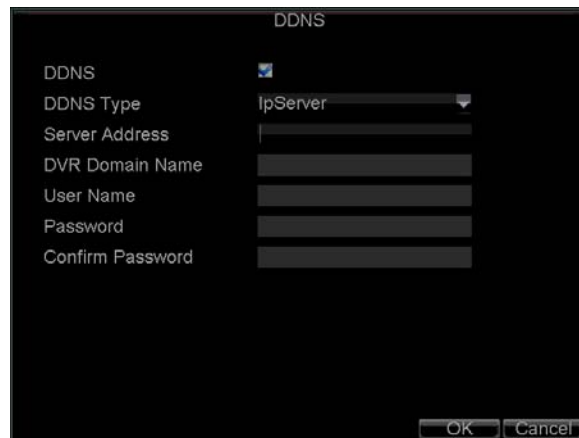 DDNS
DDNS
DDNS Type IpServer
Server Address
DVR Domain Name
User Name
Password
Confirm Password
OK Cancel